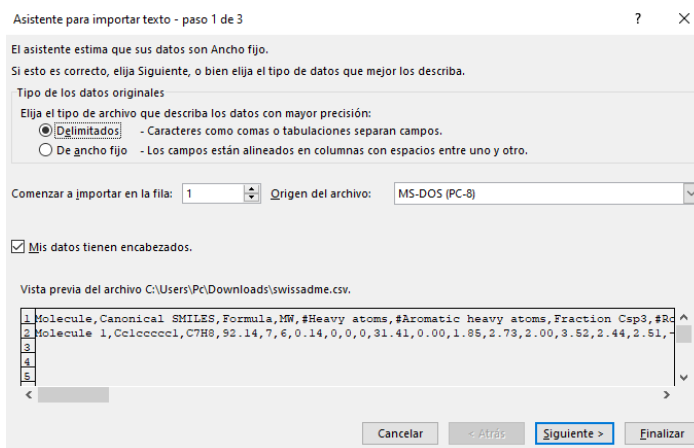 Asistente para importar texto - paso 1 de 3
El asistente estima que sus datos son Ancho fijo.
Si esto es correcto, elija Siguiente, o bien elija el tipo de datos que mejor los describa.
Tipo de los datos originales
Elija el tipo de archivo que describa los datos con mayor precisión:
Delimitados - Caracteres como comas o tabulaciones separan campos.
De ancho fijo - Los campos están alineados en columnas con espacios entre uno y otro.
Comenzar a importar en la fila: 1 Origen del archivo: MS-DOS (PC-8)
Mis datos tienen encabezados.
Vista previa del archivo C:\Users\Pc\Downloads\swissadme.csv.
1 Molecule,Canonical SMILES,Formula,MW,#Heavy atoms,#Aromatic heavy atoms,Fraction Csp3,#Ro
2 Molecule 1,Cc1ccccc1,C7H8,92.14,7,6,0.14,0,0,0,31.41,0.00,1.85,2.73,2.00,3.52,2.44,2.51,-
3
4
5
Cancelar < Atrás Siguiente > Finalizar